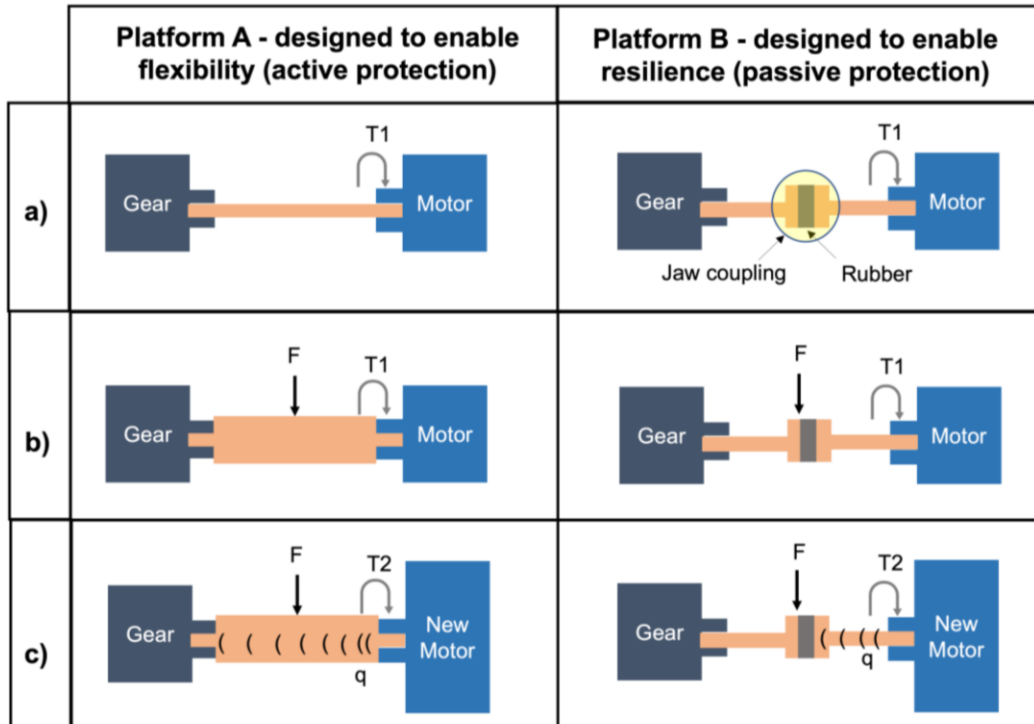 Platform A - designed to enable
flexibility (active protection)
Platform B - designed to enable
resilience (passive protection)
a)
Gear
T1
Motor
Gear
T1
Motor
Jaw coupling
Rubber
b)
Gear
F
T1
Motor
Gear
F
T1
Motor
c)
Gear
F
T2
New
Motor
q
Gear
F
T2
New
Motor
q